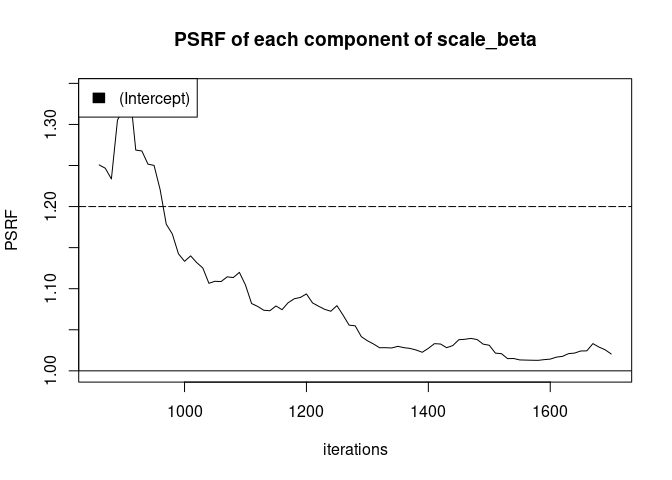 PSRF of each component of scale_beta
(Intercept)
PSRF
1.30
1.20
1.10
1.00
1000
1200
1400
1600
iterations